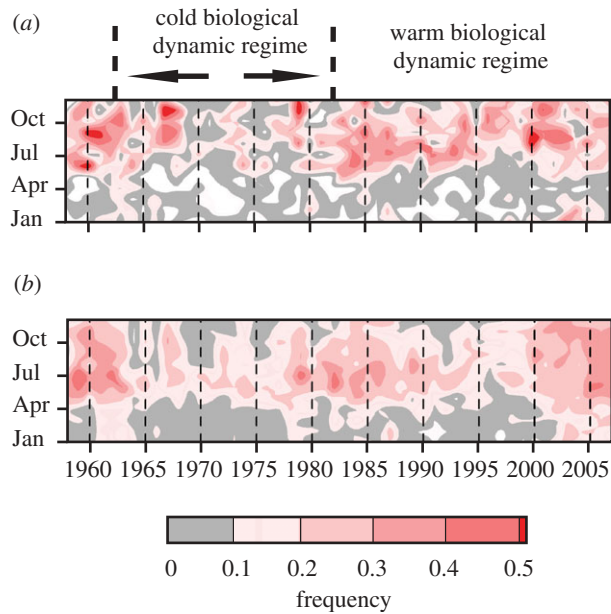 (a)
cold biological
dynamic regime
warm biological
dynamic regime
Oct
Jul
Apr
Jan
(b)
Oct
Jul
Apr
Jan
1960 1965 1970 1975 1980 1985 1990 1995 2000 2005
0 0.1 0.2 0.3 0.4 0.5
frequency